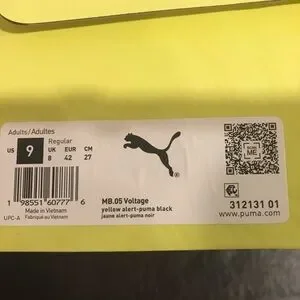 Adults/Adultes
Regular
US 9 UK 8 EUR 42 CM 27
PUMA
MB.05 Voltage
yellow alert-puma black
jaune alert-puma noir
1 98551 60777 6
UPC-A
Made in Vietnam
Fabriqué au Vietnam
312131 01
www.puma.com